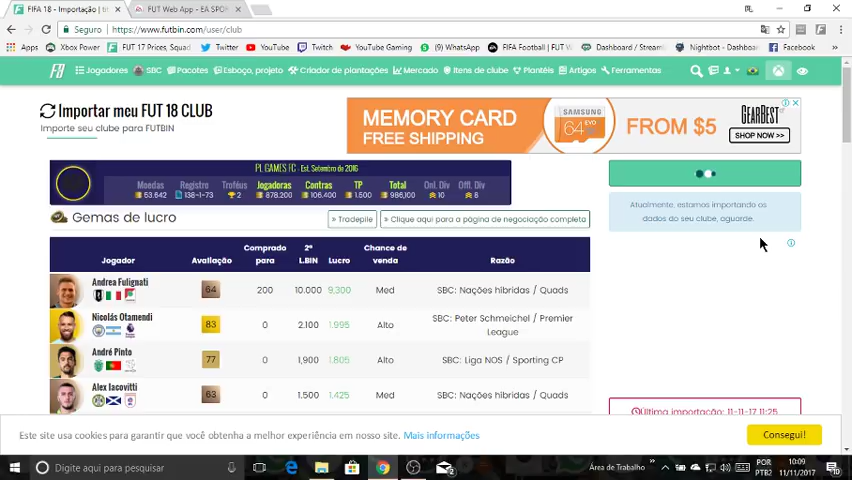 FIFA 18 - Importação | ti
FUT Web App - EA SPOR
Seguro
https://www.futbin.com/user/club
Apps
Xbox Power
FUT 17 Prices, Squad
Twitter
YouTube
Twitch
YouTube Gaming
(5) WhatsApp
FIFA Football | FUT W
Dashboard / Stream
Nightbot - Dashboar
Facebook
Jogadores
SBC
Pacotes
Esboço, projeto
Criador de plantações
Mercado
Itens de clube
Plantéis
Artigos
Ferramentas
Importar meu FUT 18 CLUB
Importe seu clube para FUTBIN
MEMORY CARD
FREE SHIPPING
SAMSUNG
64 EVO
FROM $5
GEARBEST
SHOP NOW>>
PL GAMES FC Est. Setembro de 2016
Moedas Registro Troféus Jogadoras Contras TP Total Onl. Div Offl. Div
53.642 138-1-73 2 878.200 106.400 1.500 986,100 10 8
Atualmente, estamos importando os
dados do seu clube, aguarde.
Gemas de lucro
» Tradepile
» Clique aqui para a página de negociação completa
Jogador Avaliação Comprado para 2ª L.BIN Lucro Chance de venda Razão
Andrea Fulignati 64 200 10.000 9,300 Med SBC: Nações híbridas / Quads
Nicolás Otamendi 83 0 2.100 1.995 Alto SBC: Peter Schmeichel / Premier League
André Pinto 77 0 1,900 1.805 Alto SBC: Liga NOS / Sporting CP
Alex Iacovitti 63 0 1.500 1.425 Med SBC: Nações híbridas / Quads
Última importação: 11-11-17 11:25
Este site usa cookies para garantir que você obtenha a melhor experiência em nosso site. Mais informações
Consegui!
Digite aqui para pesquisar
Área de Trabalho
POR
PTB2
10:09
11/11/2017